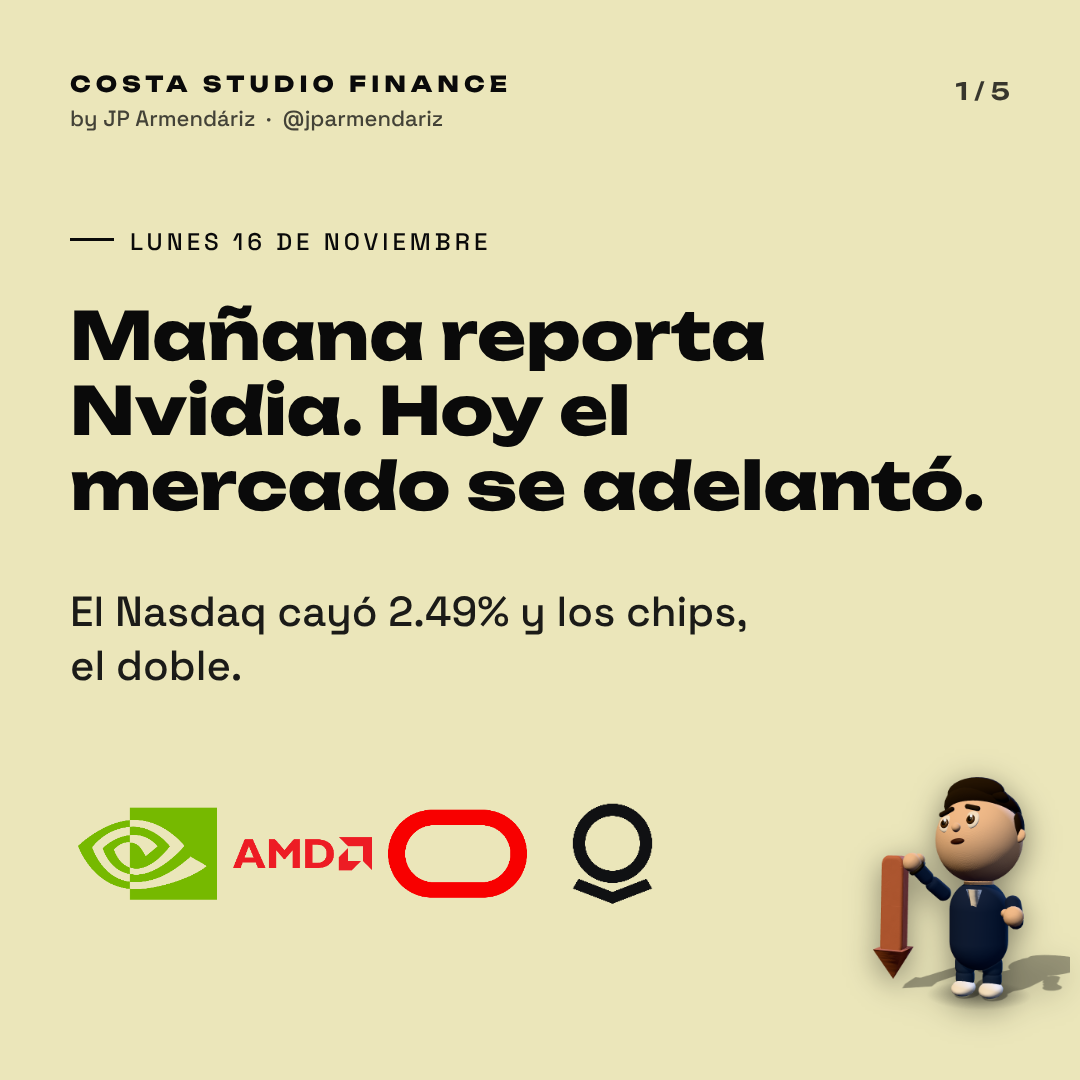 COSTA STUDIO FINANCE
1/5
by JP Armendáriz · @jparmendariz
LUNES 16 DE NOVIEMBRE
Mañana reporta
Nvidia. Hoy el
mercado se adelantó.
El Nasdaq cayó 2.49% y los chips,
el doble.
AMD